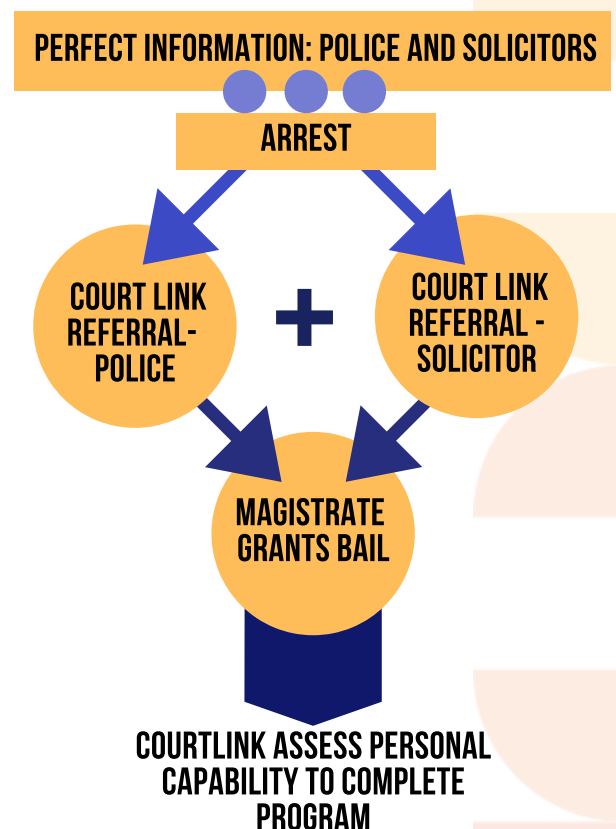 PERFECT INFORMATION: POLICE AND SOLICITORS
ARREST
COURT LINK
REFERRAL-
POLICE
+
COURT LINK
REFERRAL -
SOLICITOR
MAGISTRATE
GRANTS BAIL
COURTLINK ASSESS PERSONAL
CAPABILITY TO COMPLETE
PROGRAM